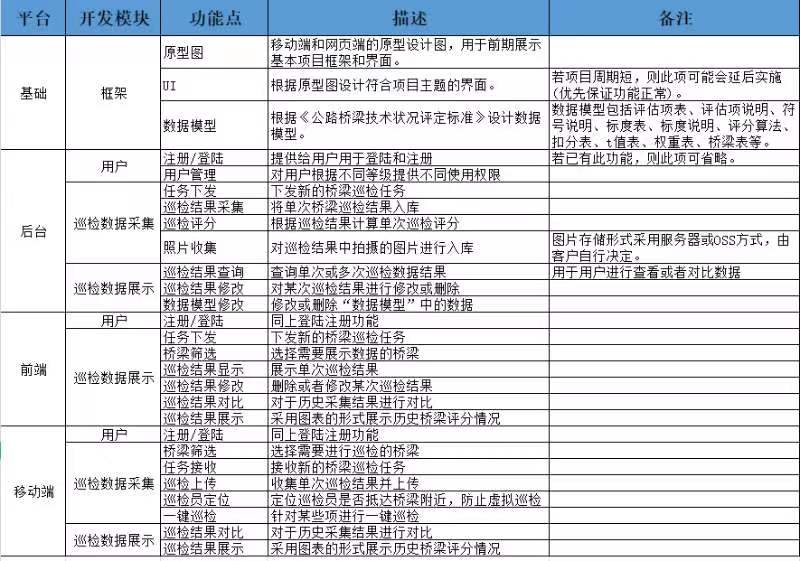 平台 开发模块 功能点 描述 备注
基础 框架 原型图 移动端和网页端的原型设计图，用于前期展示
基本项目框架和界面。
UI 根据原型图设计符合项目主题的界面。 若项目周期短，则此项可能会延后实施
(优先保证功能正常)。
数据模型 根据《公路桥梁技术状况评定标准》设计数据
模型。 数据模型包括评估项表、评估项说明、符
号说明、标度表、标度说明、评分算法、
扣分表、t值表、权重表、桥梁表等。
后台 用户 注册/登陆 提供给用户用于登陆和注册 若已有此功能，则此项可省略。
用户管理 对用户根据不同等级提供不同使用权限
巡检数据采集 任务下发 下发新的桥梁巡检任务
巡检结果采集 将单次桥梁巡检结果入库
巡检评分 根据巡检结果计算单次巡检评分
照片收集 对巡检结果中拍摄的图片进行入库 图片存储形式采用服务器或OSS方式，由
客户自行决定。
巡检数据展示 巡检结果查询 查询单次或多次巡检数据结果 用于用户进行查看或者对比数据
巡检结果修改 对某次巡检结果进行修改或删除
数据模型修改 修改或删除“数据模型”中的数据
前端 用户 注册/登陆 同上登陆注册功能
巡检数据展示 任务下发 下发新的桥梁巡检任务
桥梁筛选 选择需要展示数据的桥梁
巡检结果显示 展示单次巡检结果
巡检结果修改 删除或者修改某次巡检结果
巡检结果对比 对于历史采集结果进行对比
巡检结果展示 采用图表的形式展示历史桥梁评分情况
移动端 用户 注册/登陆 同上登陆注册功能
巡检数据采集 桥梁筛选 选择需要进行巡检的桥梁
任务接收 接收新的桥梁巡检任务
巡检上传 收集单次巡检结果并上传
巡检员定位 定位巡检员是否抵达桥梁附近，防止虚拟巡检
一键巡检 针对某些项进行一键巡检
巡检数据展示 巡检结果对比 对于历史采集结果进行对比
巡检结果展示 采用图表的形式展示历史桥梁评分情况